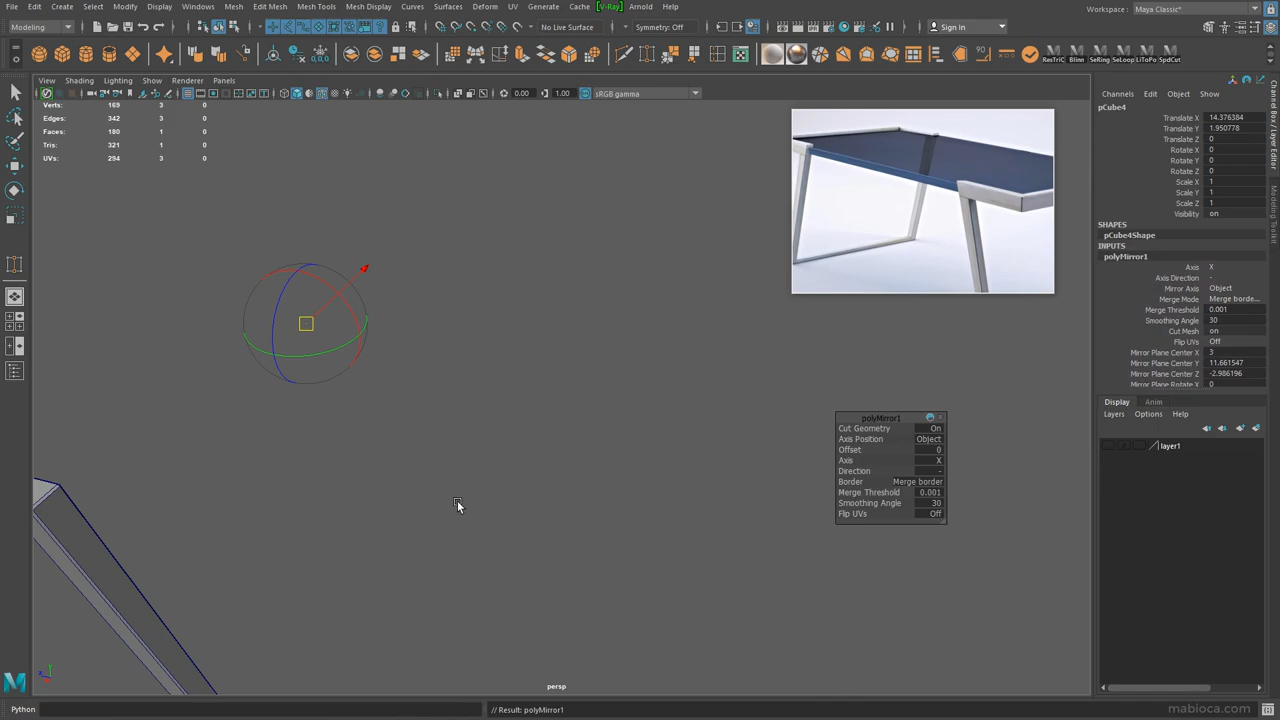 File Edit Create Select Modify Display Windows Mesh Edit Mesh Mesh Tools Mesh Display Curves Surfaces Deform UV Generate Cache [V-Ray] Arnold Help
Workspace : Maya Classic*
Modeling
No Live Surface
Symmetry: Off
Sign In
ResTriC Blinn SeRing SeLoop LiToPo SpdCut
View Shading Lighting Show Renderer Panels
0.00 1.00 sRGB gamma
Verts: 169 3 0
Edges: 342 3 0
Faces: 180 1 0
Tris: 321 1 0
UVs: 294 3 0
Channels Edit Object Show
pCube4
Translate X 14.376384
Translate Y 1.950778
Translate Z 0
Rotate X 0
Rotate Y 0
Rotate Z 0
Scale X 1
Scale Y 1
Scale Z 1
Visibility on
SHAPES
pCube4Shape
INPUTS
polyMirror1
Axis X
Axis Direction -
Mirror Axis Object
Merge Mode Merge borde...
Merge Threshold 0.001
Smoothing Angle 30
Cut Mesh on
Flip UVs Off
Mirror Plane Center X 3
Mirror Plane Center Y 11.661547
Mirror Plane Center Z -2.986196
Mirror Plane Rotate X 0
Channel Box / Layer Editor
Modeling Toolkit
Display Anim
Layers Options Help
layer1
polyMirror1
Cut Geometry On
Axis Position Object
Offset 0
Axis X
Direction -
Border Merge border
Merge Threshold 0.001
Smoothing Angle 30
Flip UVs Off
persp
Python
// Result: polyMirror1
mabioca.com